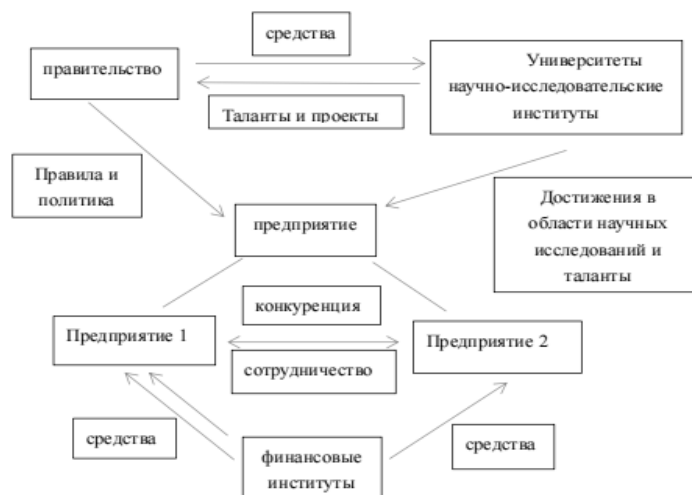 средства
правительство
Университеты
научно-исследовательские
институты
Таланты и проекты
Правила и
политика
предприятие
Достижения в
области научных
исследований и
таланты
конкуренция
Предприятие 1
Предприятие 2
сотрудничество
средства
финансовые
институты
средства